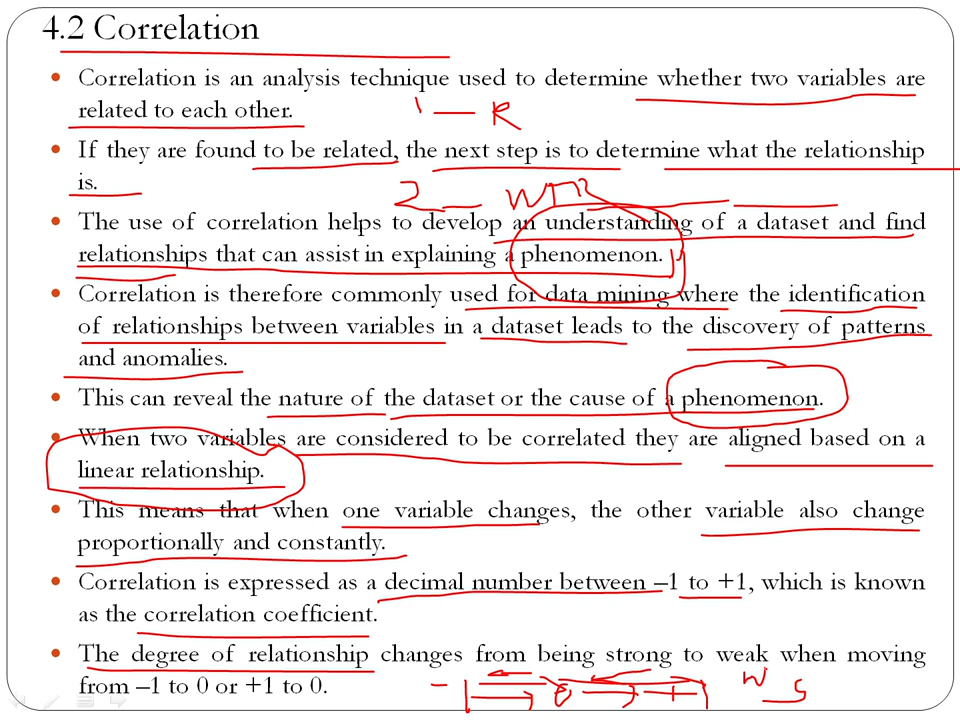 4.2 Correlation
• Correlation is an analysis technique used to determine whether two variables are
related to each other.
1 — R
• If they are found to be related, the next step is to determine what the relationship
is.
2 — WTR
• The use of correlation helps to develop an understanding of a dataset and find
relationships that can assist in explaining a phenomenon.
• Correlation is therefore commonly used for data mining where the identification
of relationships between variables in a dataset leads to the discovery of patterns
and anomalies.
• This can reveal the nature of the dataset or the cause of a phenomenon.
• When two variables are considered to be correlated they are aligned based on a
linear relationship.
• This means that when one variable changes, the other variable also change
proportionally and constantly.
• Correlation is expressed as a decimal number between –1 to +1, which is known
as the correlation coefficient.
• The degree of relationship changes from being strong to weak when moving
from –1 to 0 or +1 to 0.
-1 0 +1 W S